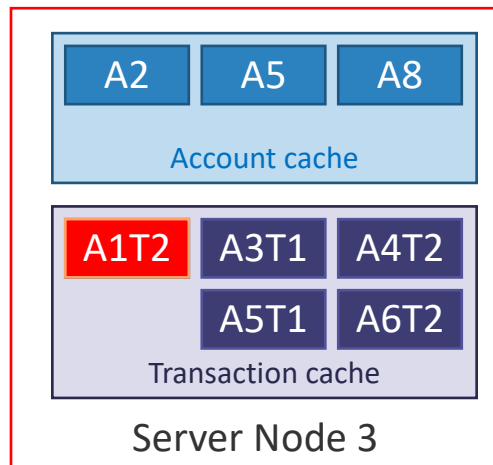 A2 A5 A8
Account cache
A1T2 A3T1 A4T2
A5T1 A6T2
Transaction cache
Server Node 3